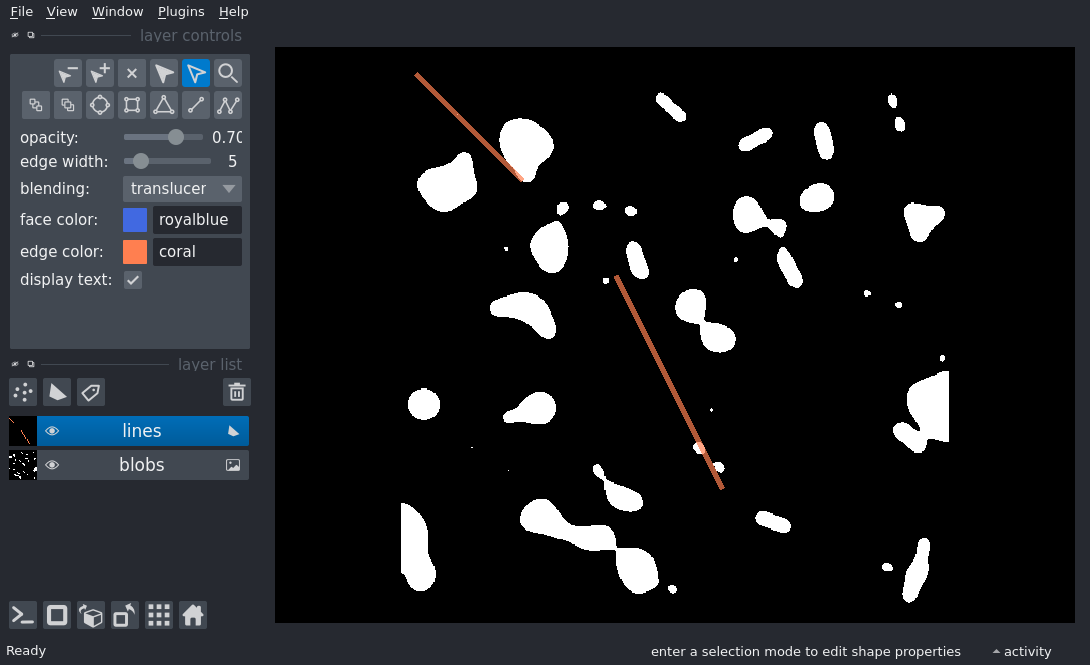 File View Window Plugins Help
layer controls
opacity: 0.70
edge width: 5
blending: translucer
face color: royalblue
edge color: coral
display text:
layer list
lines
blobs
Ready
enter a selection mode to edit shape properties
activity